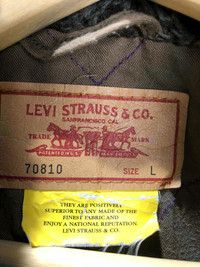 LEVI STRAUSS & CO.
SAN FRANCISCO CAL
TRADE MARK
70810 SIZE L
THEY ARE POSITIVELY
SUPERIOR TO ANY MADE OF THE
FINEST FABRIC AND
ENJOY A NATIONAL REPUTATION
LEVI STRAUSS & CO.